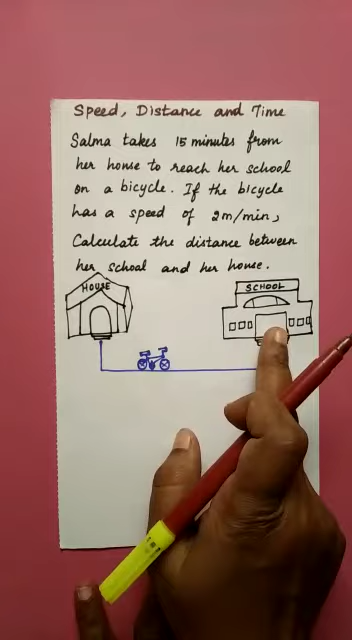 Speed, Distance and Time
Salma takes 15 minutes from
her house to reach her school
on a bicycle. If the bicycle
has a speed of 2m/min,
Calculate the distance between
her school and her house.
HOUSE
SCHOOL